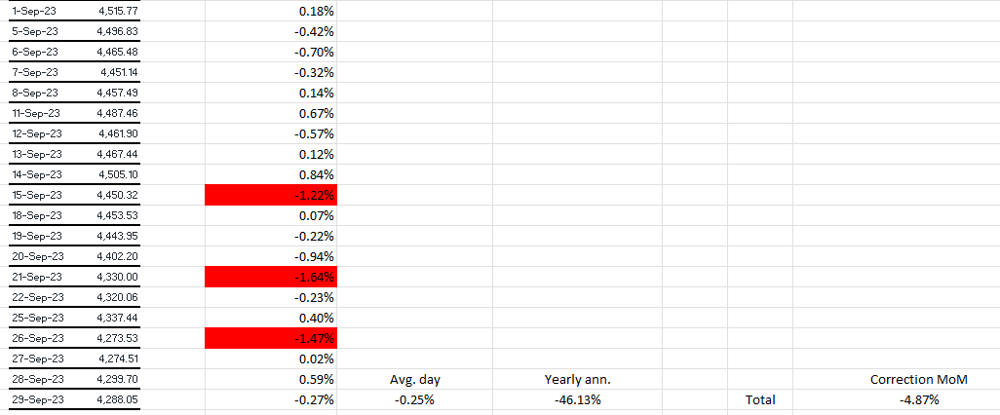 1-Sep-23 4,515.77 0.18%
5-Sep-23 4,496.83 -0.42%
6-Sep-23 4,465.48 -0.70%
7-Sep-23 4,451.14 -0.32%
8-Sep-23 4,457.49 0.14%
11-Sep-23 4,487.46 0.67%
12-Sep-23 4,461.90 -0.57%
13-Sep-23 4,467.44 0.12%
14-Sep-23 4,505.10 0.84%
15-Sep-23 4,450.32 -1.22%
18-Sep-23 4,453.53 0.07%
19-Sep-23 4,443.95 -0.22%
20-Sep-23 4,402.20 -0.94%
21-Sep-23 4,330.00 -1.64%
22-Sep-23 4,320.06 -0.23%
25-Sep-23 4,337.44 0.40%
26-Sep-23 4,273.53 -1.47%
27-Sep-23 4,274.51 0.02%
28-Sep-23 4,299.70 0.59% Avg. day Yearly ann. Correction MoM
29-Sep-23 4,288.05 -0.27% -0.25% -46.13% Total -4.87%